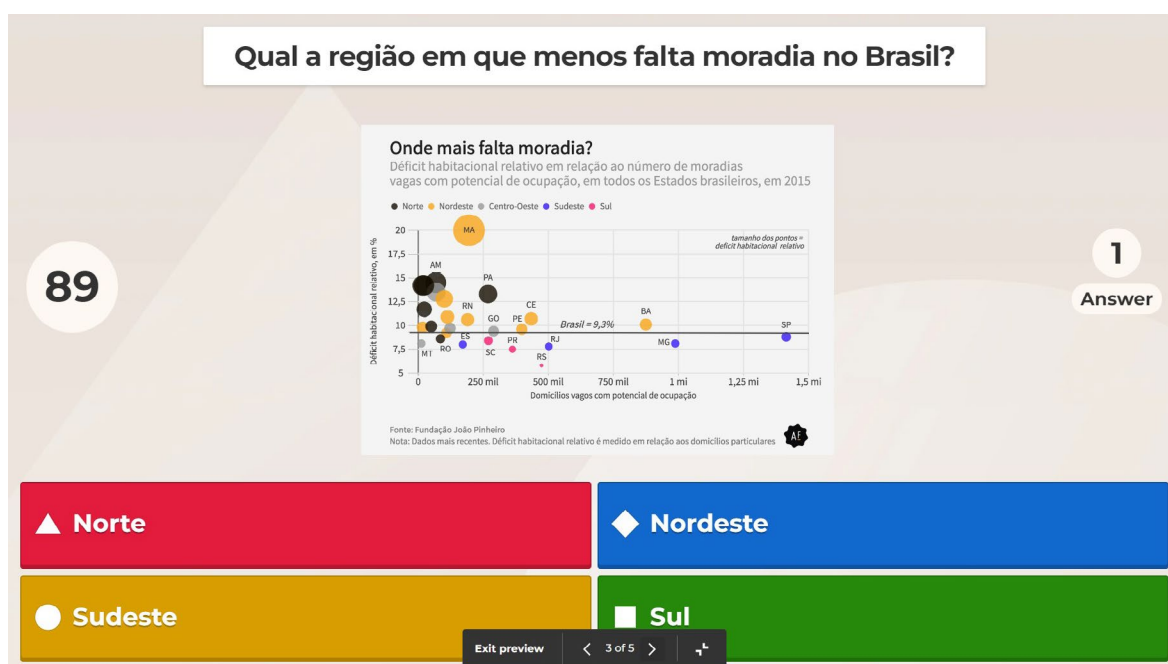 Qual a região em que menos falta moradia no Brasil?
89
1
Answer
Onde mais falta moradia?
Déficit habitacional relativo em relação ao número de moradias
vagas com potencial de ocupação, em todos os Estados brasileiros, em 2015
Norte Nordeste Centro-Oeste Sudeste Sul
Déficit habitacional relativo, em %
20
17,5
15
12,5
10
7,5
5
tamanho dos pontos =
deficit habitacional relativo
MA
AM
PA
RN
CE
GO
PE
BA
Brasil = 9,3%
SP
MT
RO
ES
SC
PR
RS
RJ
MG
0 250 mil 500 mil 750 mil 1 mi 1,25 mi 1,5 mi
Domicílios vagos com potencial de ocupação
Fonte: Fundação João Pinheiro
Nota: Dados mais recentes. Déficit habitacional relativo é medido em relação aos domicílios particulares
AE
Norte
Nordeste
Sudeste
Sul
Exit preview 3 of 5